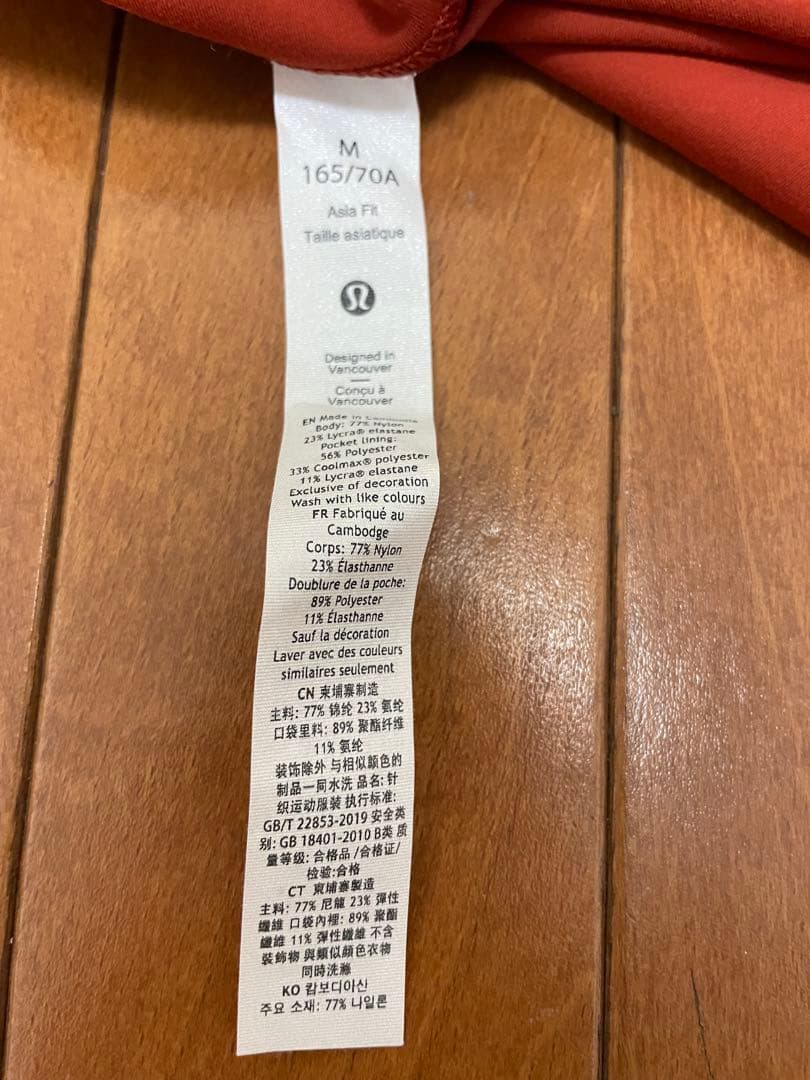 M
165/70A
Asia Fit
Taille asiatique
Designed in
Vancouver
Conçu à
Vancouver
EN Made in Cambodia
Body: 77% Nylon
23% Lycra® elastane
Pocket lining:
56% Polyester
33% Coolmax® polyester
11% Lycra® elastane
Exclusive of decoration
Wash with like colours
FR Fabriqué au
Cambodge
Corps: 77% Nylon
23% Élasthanne
Doublure de la poche:
89% Polyester
11% Élasthanne
Sauf la décoration
Laver avec des couleurs
similaires seulement
CN 柬埔寨制造
主料: 77% 锦纶 23% 氨纶
口袋里料: 89% 聚酯纤维
11% 氨纶
装饰除外 与相似颜色的
制品一同水洗 品名: 针
织运动服装 执行标准:
GB/T 22853-2019 安全类
别: GB 18401-2010 B类 质
量等级: 合格品 /合格证/
检验:合格
CT 柬埔寨製造
主料: 77% 尼龍 23% 彈性
纖維 口袋內裡: 89% 聚酯
纖維 11% 彈性纖維 不含
裝飾物 與類似顏色衣物
同時洗滌
KO 캄보디아산
주요 소재: 77% 나일론